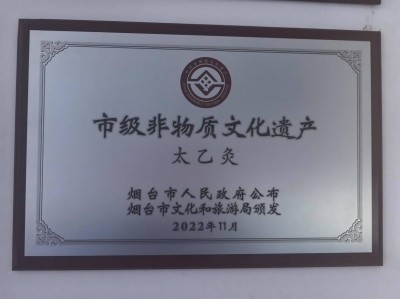 市级非物质文化遗产
太乙灸
烟台市人民政府公布
烟台市文化和旅游局颁发
2022年11月